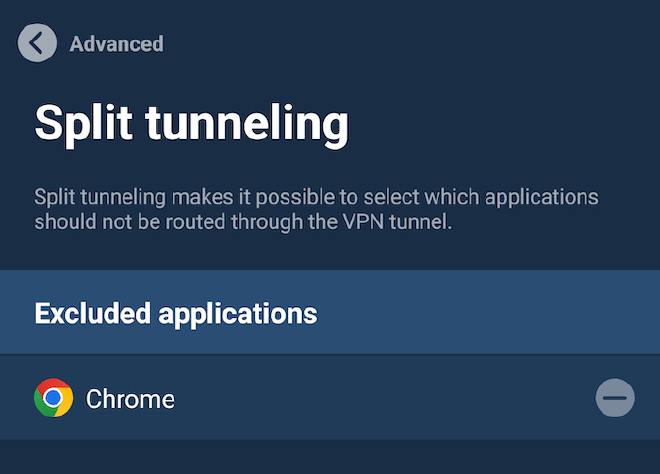 Advanced
Split tunneling
Split tunneling makes it possible to select which applications
should not be routed through the VPN tunnel.
Excluded applications
Chrome